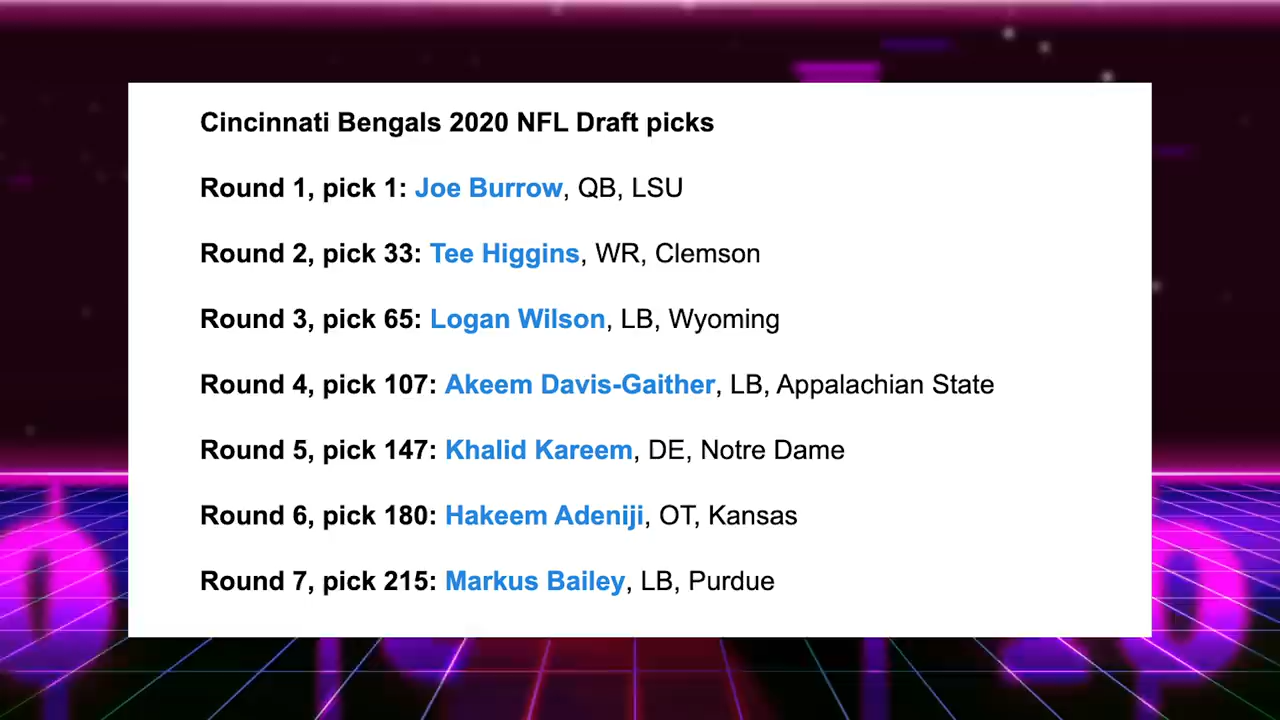 Cincinnati Bengals 2020 NFL Draft picks
Round 1, pick 1: Joe Burrow, QB, LSU
Round 2, pick 33: Tee Higgins, WR, Clemson
Round 3, pick 65: Logan Wilson, LB, Wyoming
Round 4, pick 107: Akeem Davis-Gaither, LB, Appalachian State
Round 5, pick 147: Khalid Kareem, DE, Notre Dame
Round 6, pick 180: Hakeem Adeniji, OT, Kansas
Round 7, pick 215: Markus Bailey, LB, Purdue